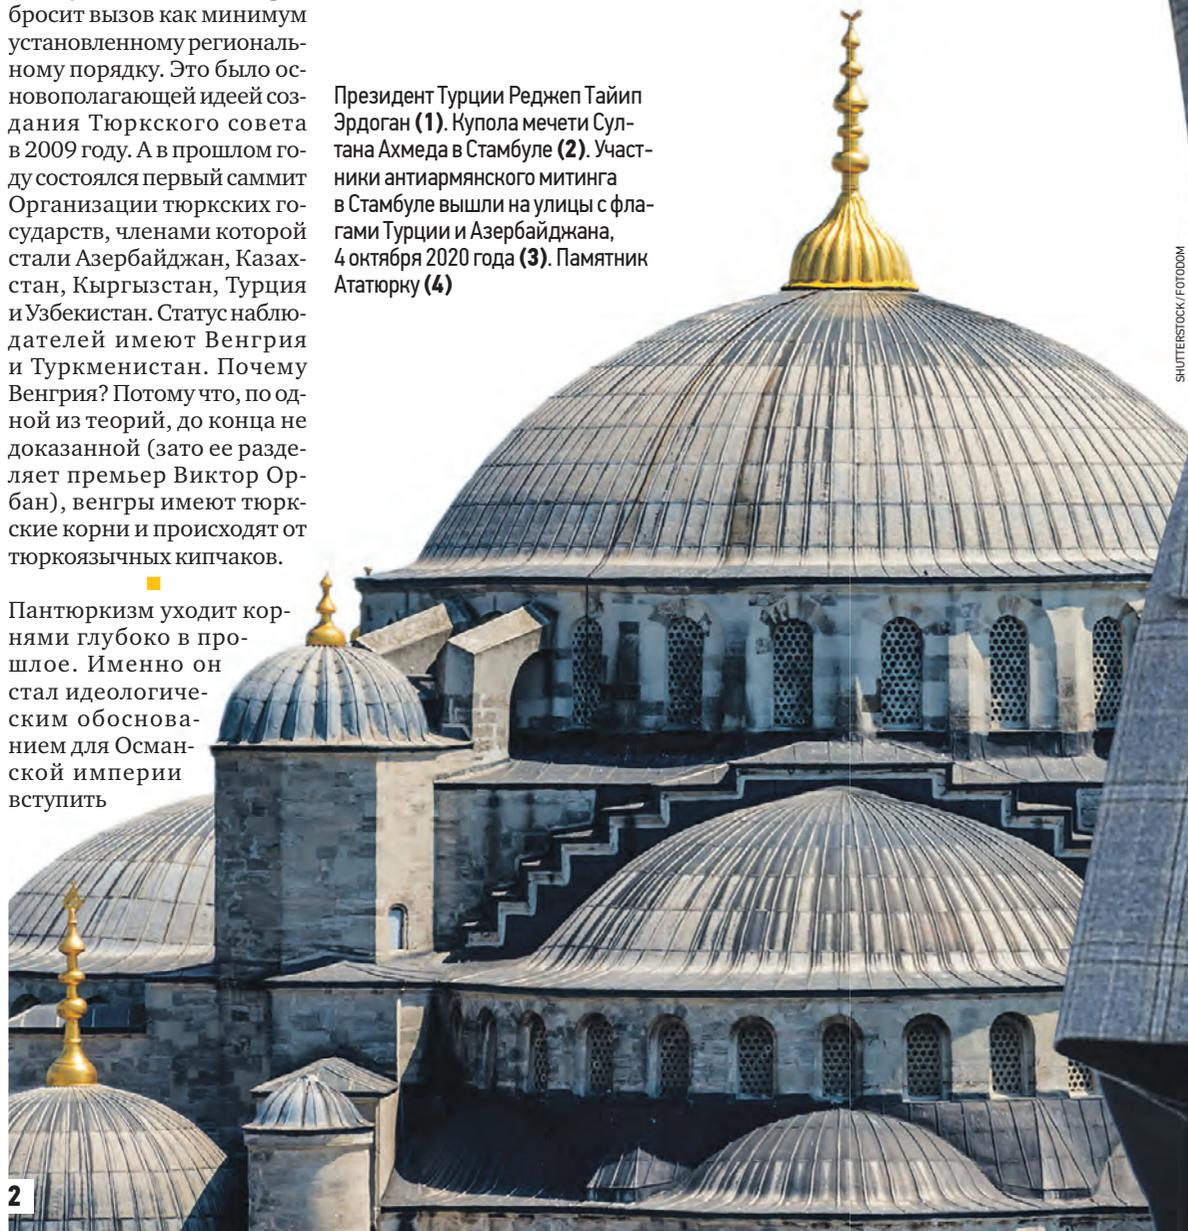 бросит вызов как минимум
установленному региональ-
ному порядку. Это было ос-
новополагающей идеей соз-
дания Тюркского совета
в 2009 году. А в прошлом го-
ду состоялся первый саммит
Организации тюркских го-
сударств, членами которой
стали Азербайджан, Казах-
стан, Кыргызстан, Турция
и Узбекистан. Статус наблю-
дателей имеют Венгрия
и Туркменистан. Почему
Венгрия? Потому что, по од-
ной из теорий, до конца не
доказанной (зато ее разде-
ляет премьер Виктор Ор-
бан), венгры имеют тюрк-
ские корни и происходят от
тюркоязычных кипчаков.
Пантюркизм уходит кор-
нями глубоко в про-
шлое. Именно он
стал идеологиче-
ским обоснова-
нием для Осман-
ской империи
вступить
Президент Турции Реджеп Тайип
Эрдоган (1). Купола мечети Сул-
тана Ахмеда в Стамбуле (2). Участ-
ники антиармянского митинга
в Стамбуле вышли на улицы с фла-
гами Турции и Азербайджана,
4 октября 2020 года (3). Памятник
Ататюрку (4)
SHUTTERSTOCK / FOTODOM
2